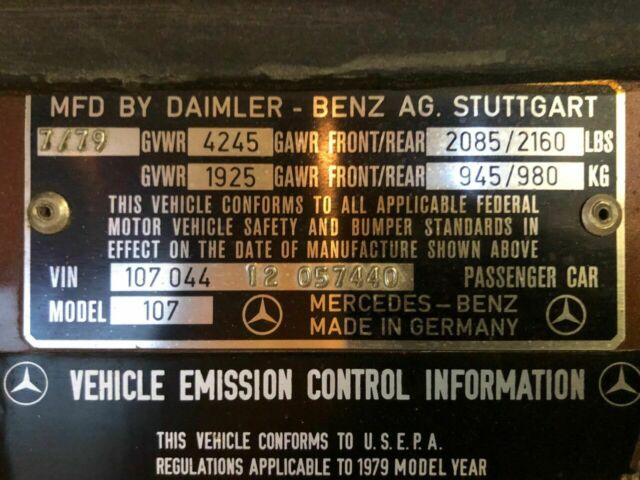 MFD BY DAIMLER - BENZ AG. STUTTGART
7/79 GVWR 4245 GAWR FRONT/REAR 2085/2160 LBS
GVWR 1925 GAWR FRONT/REAR 945/980 KG
THIS VEHICLE CONFORMS TO ALL APPLICABLE FEDERAL
MOTOR VEHICLE SAFETY AND BUMPER STANDARDS IN
EFFECT ON THE DATE OF MANUFACTURE SHOWN ABOVE
VIN 107.044 12 057440 PASSENGER CAR
MODEL 107 MERCEDES-BENZ
MADE IN GERMANY
VEHICLE EMISSION CONTROL INFORMATION
THIS VEHICLE CONFORMS TO U.S.E.P.A.
REGULATIONS APPLICABLE TO 1979 MODEL YEAR